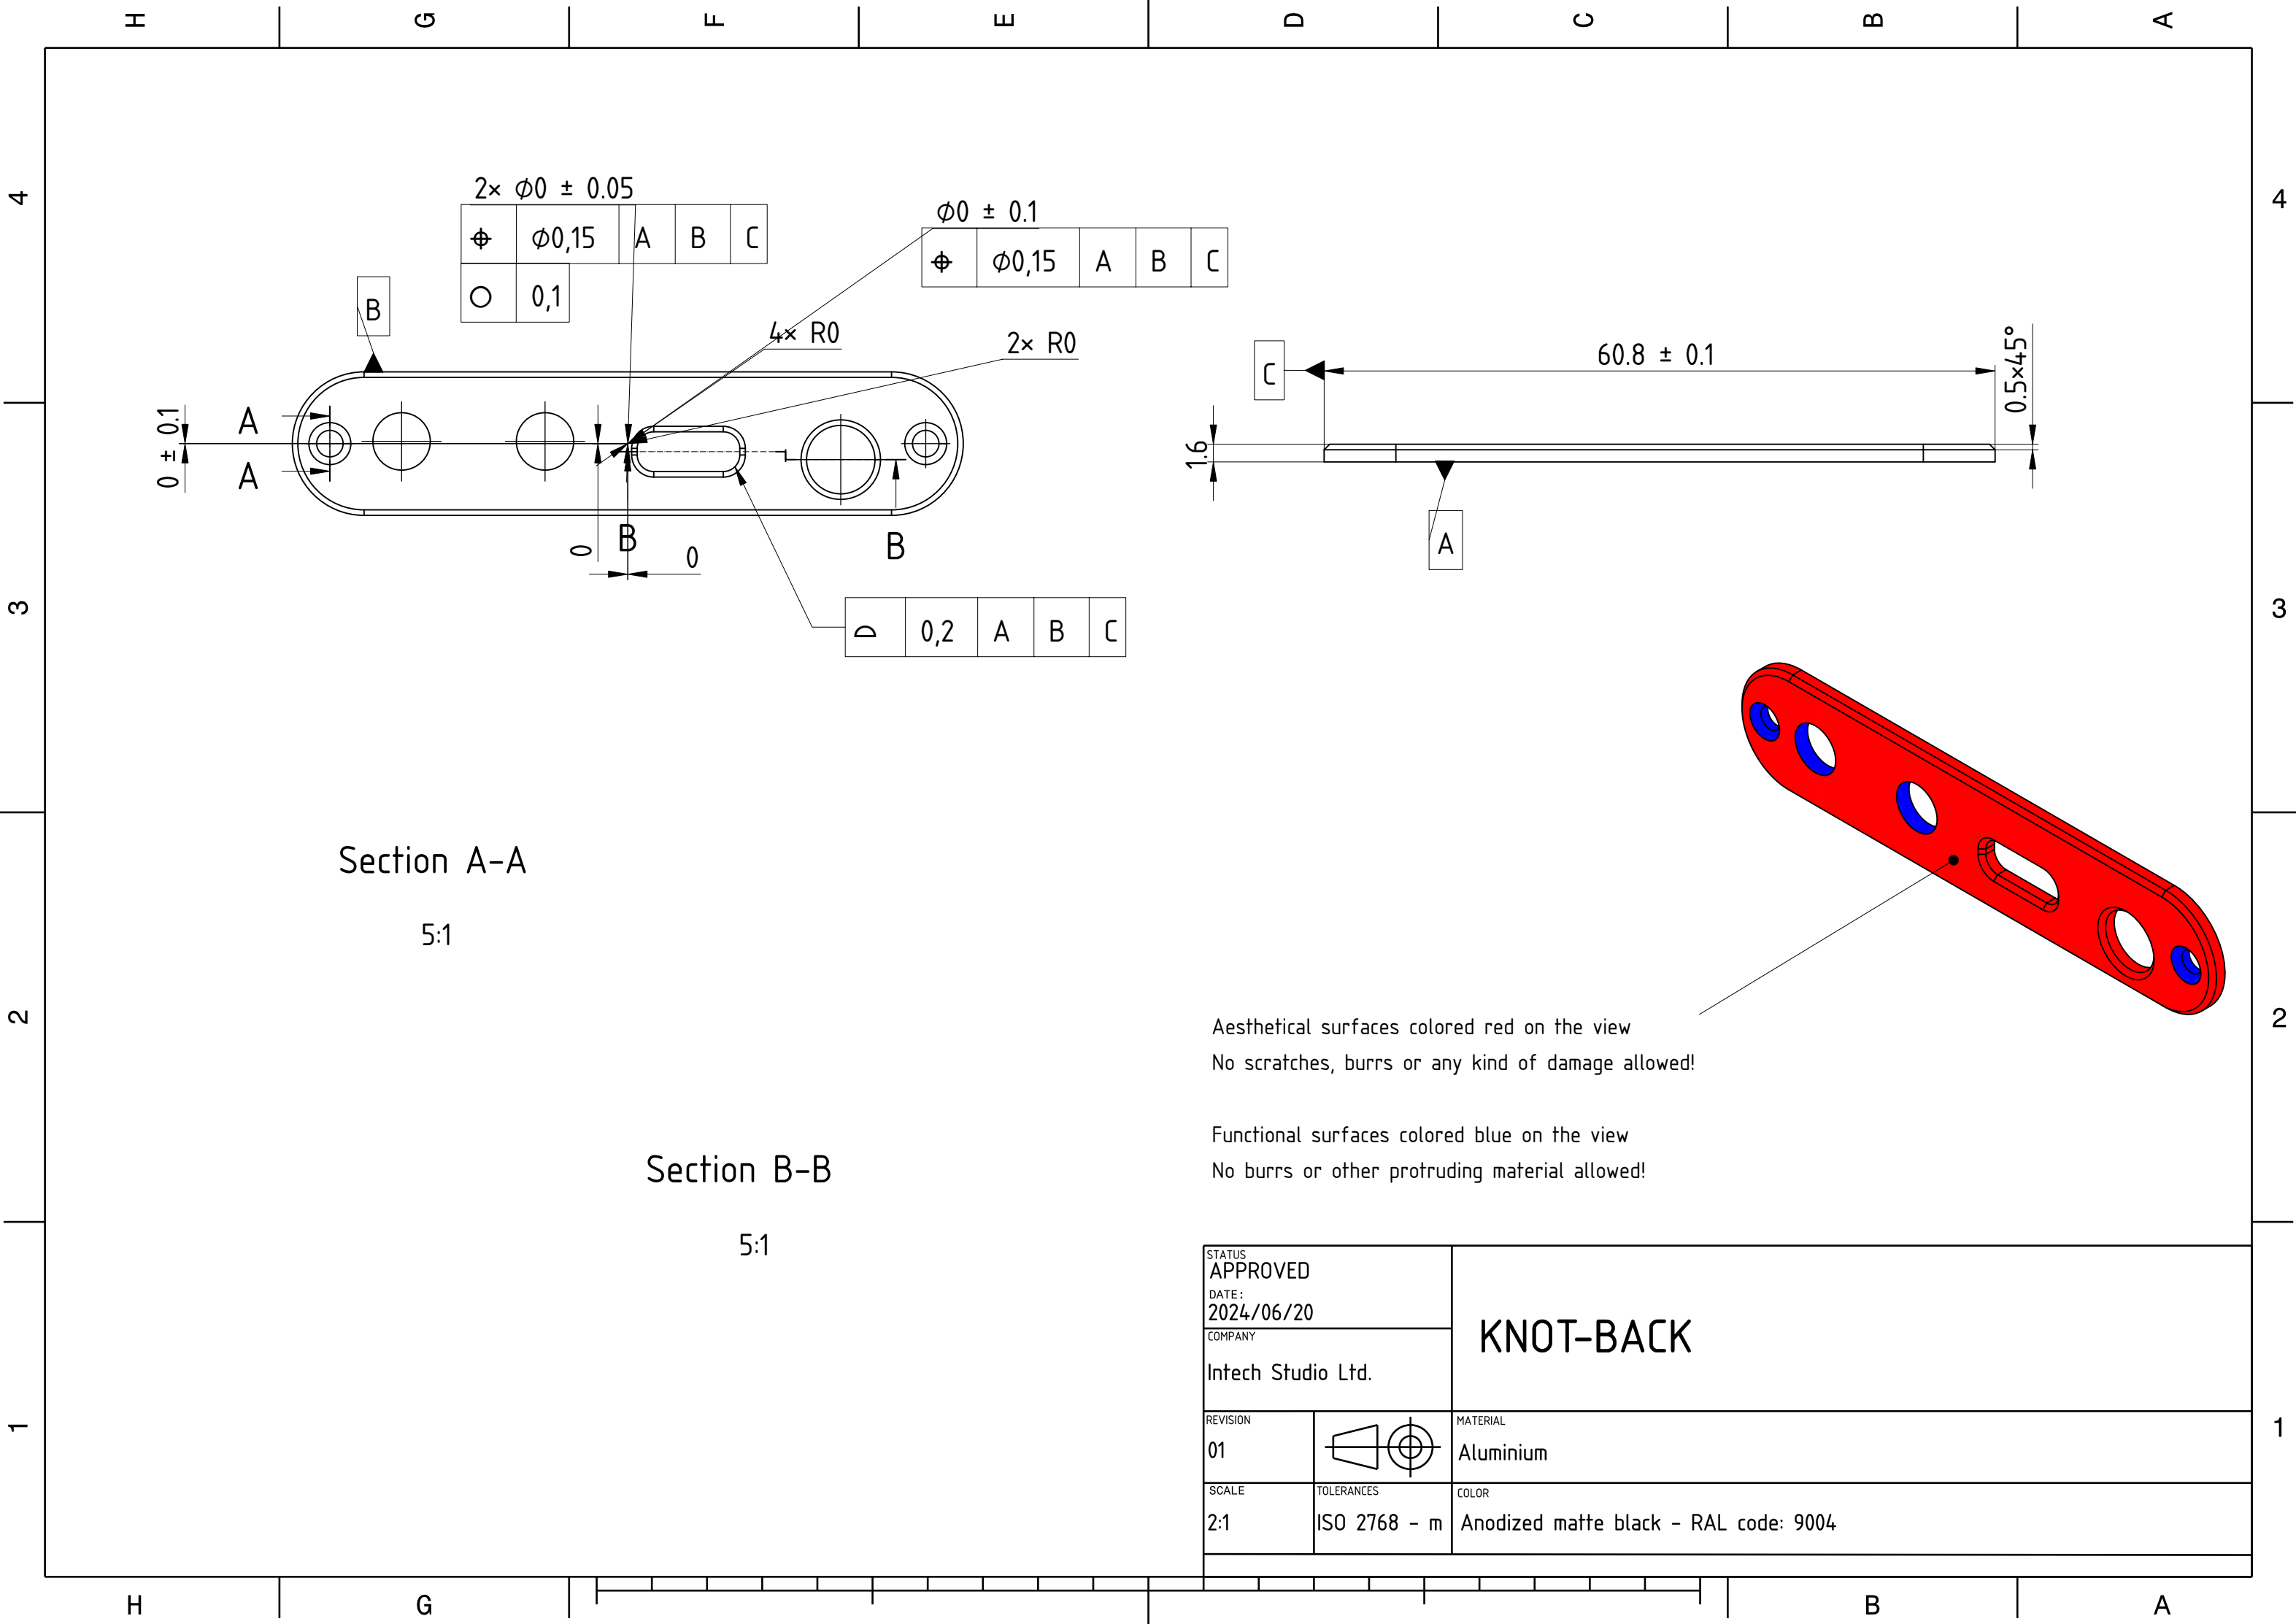 H G F E D C B A
4 4
2× ⌀0 ± 0.05
⌖ ⌀0,15 A B C
○ 0,1
⌀0 ± 0.1
⌖ ⌀0,15 A B C
B
4× R0
2× R0
C
60.8 ± 0.1
0.5×45°
0 ± 0.1
A
A
1.6
B
B
0
0
A
3 3
⌓ 0,2 A B C
Section A-A
5:1
2 2
Aesthetical surfaces colored red on the view
No scratches, burrs or any kind of damage allowed!
Functional surfaces colored blue on the view
No burrs or other protruding material allowed!
Section B-B
5:1
STATUS
APPROVED
DATE:
2024/06/20
KNOT-BACK
COMPANY
Intech Studio Ltd.
1 1
REVISION
01
MATERIAL
Aluminium
SCALE
2:1
TOLERANCES
ISO 2768 - m
COLOR
Anodized matte black - RAL code: 9004
H G B A